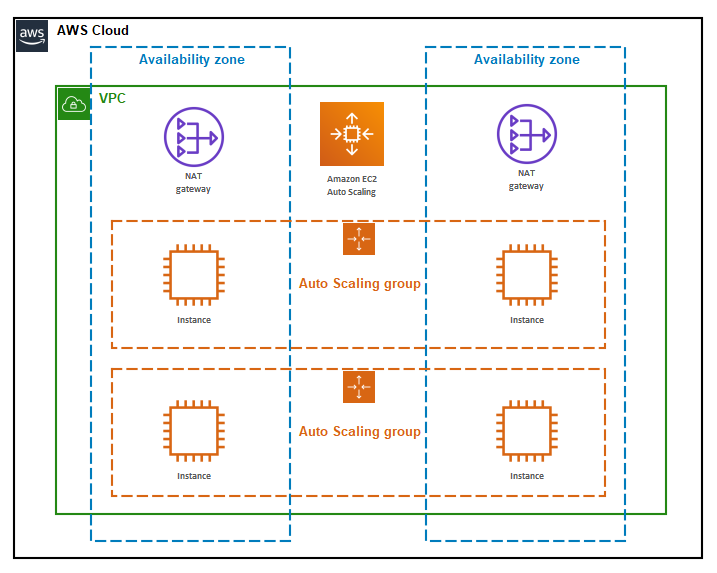 aws
AWS Cloud
Availability zone
Availability zone
VPC
NAT
gateway
Amazon EC2
Auto Scaling
NAT
gateway
Auto Scaling group
Instance
Instance
Auto Scaling group
Instance
Instance